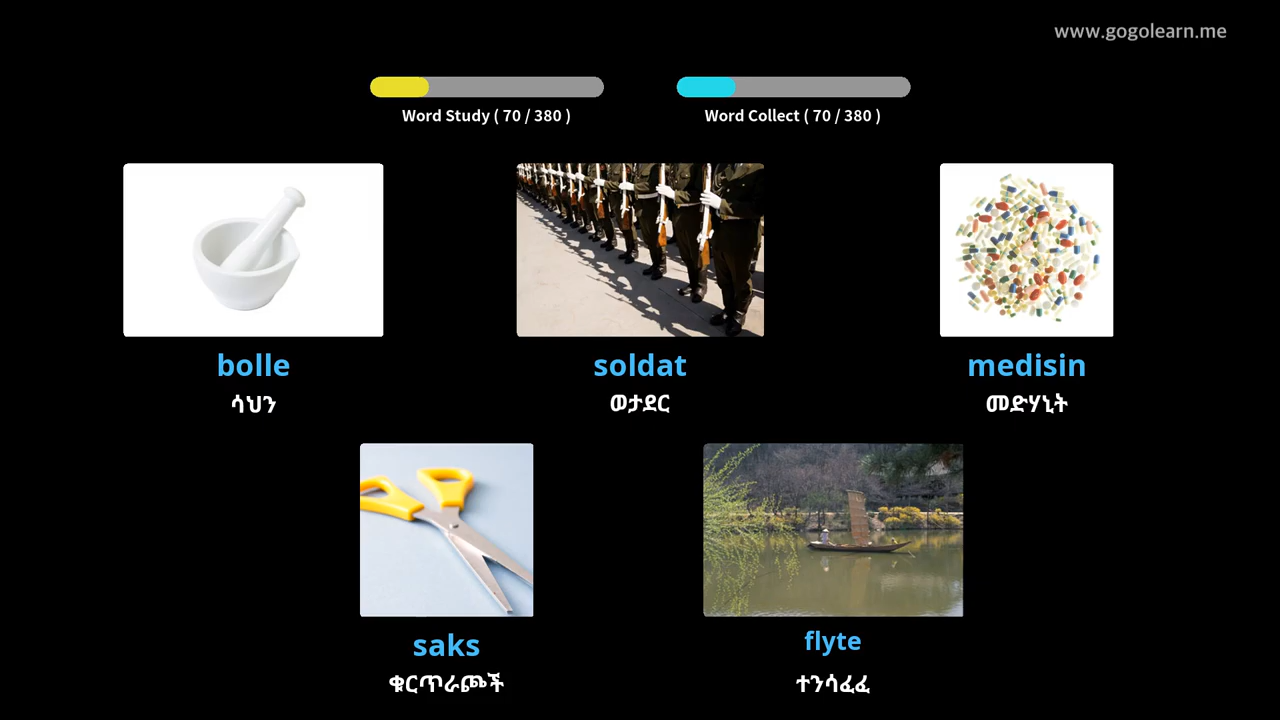 www.gogolearn.me
Word Study ( 70 / 380 )
Word Collect ( 70 / 380 )
bolle
ሳህን
soldat
ወታደር
medisin
መድሃኒት
saks
ቁርጥራጮች
flyte
ተንሳፈፈ